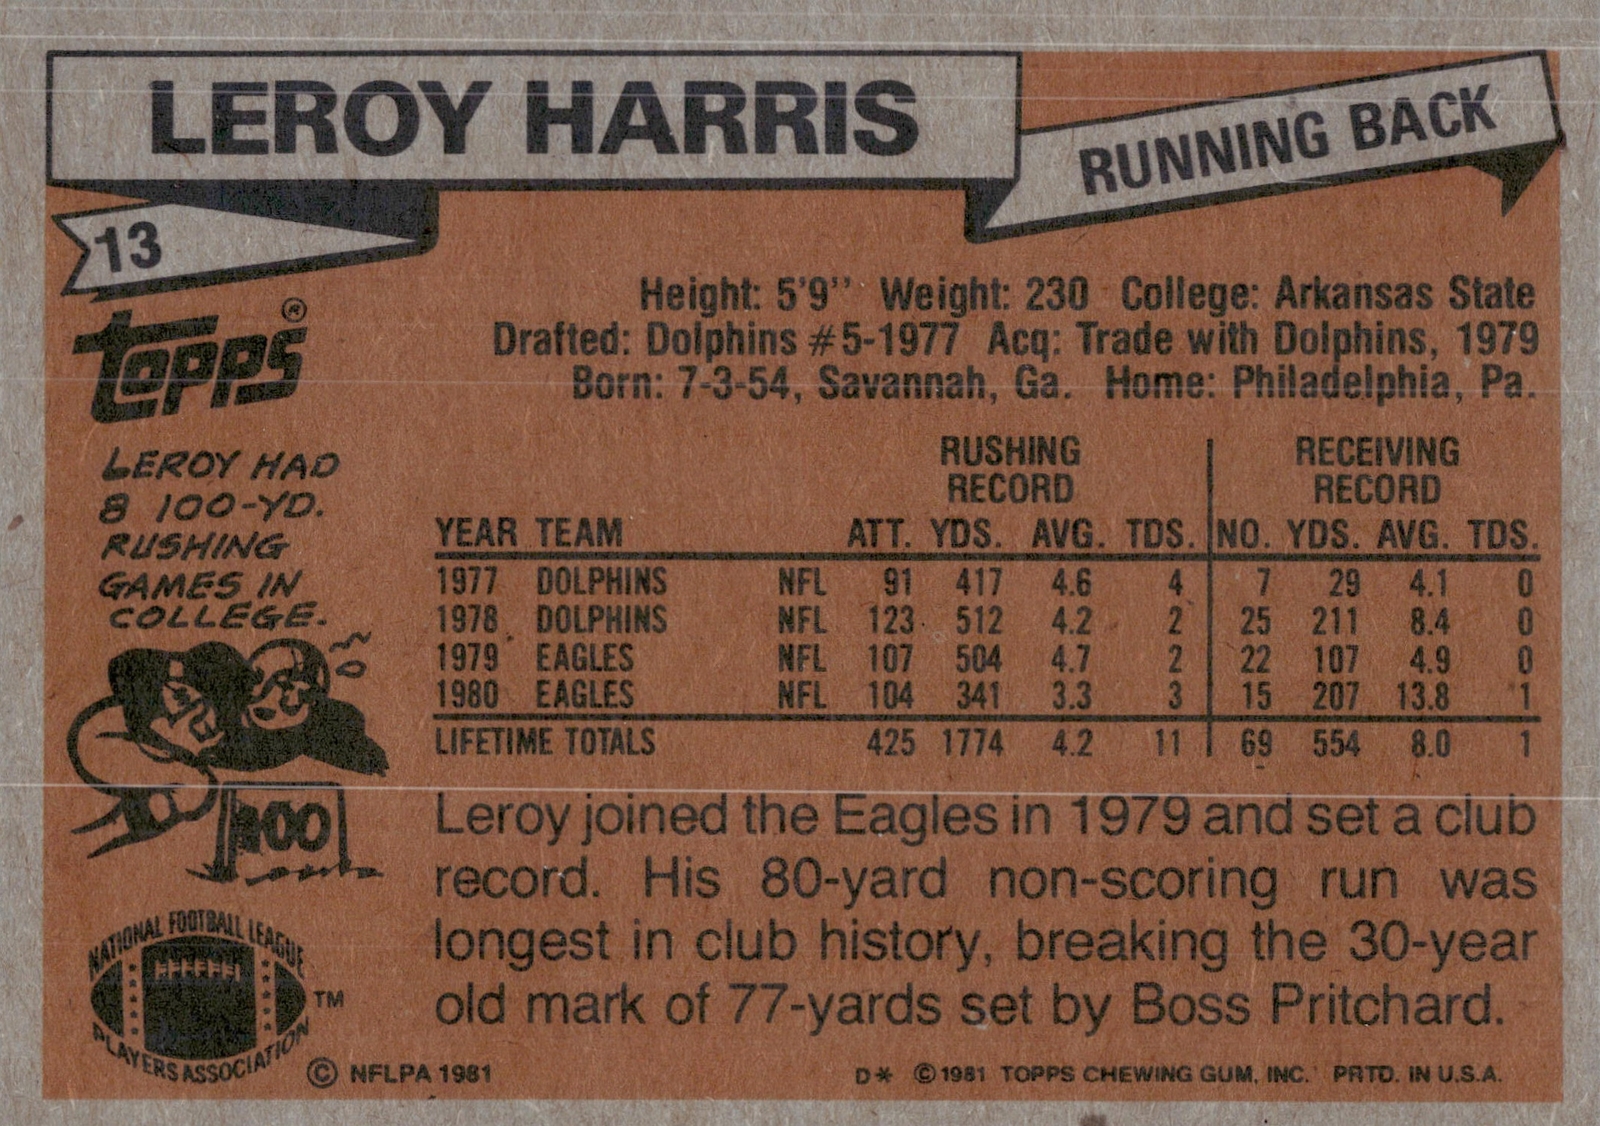 LEROY HARRIS
RUNNING BACK
13
TOPPS®
Height: 5'9" Weight: 230 College: Arkansas State
Drafted: Dolphins #5-1977 Acq: Trade with Dolphins, 1979
Born: 7-3-54, Savannah, Ga. Home: Philadelphia, Pa.
LEROY HAD
8 100-YD.
RUSHING
GAMES IN
COLLEGE.
100
RUSHING RECORD RECEIVING RECORD
YEAR TEAM ATT. YDS. AVG. TDS. NO. YDS. AVG. TDS.
1977 DOLPHINS NFL 91 417 4.6 4 7 29 4.1 0
1978 DOLPHINS NFL 123 512 4.2 2 25 211 8.4 0
1979 EAGLES NFL 107 504 4.7 2 22 107 4.9 0
1980 EAGLES NFL 104 341 3.3 3 15 207 13.8 1
LIFETIME TOTALS 425 1774 4.2 11 69 554 8.0 1
Leroy joined the Eagles in 1979 and set a club
record. His 80-yard non-scoring run was
longest in club history, breaking the 30-year
old mark of 77-yards set by Boss Pritchard.
NATIONAL FOOTBALL LEAGUE
PLAYERS ASSOCIATION
TM
© NFLPA 1981
D* © 1981 TOPPS CHEWING GUM, INC. PRTD. IN U.S.A.